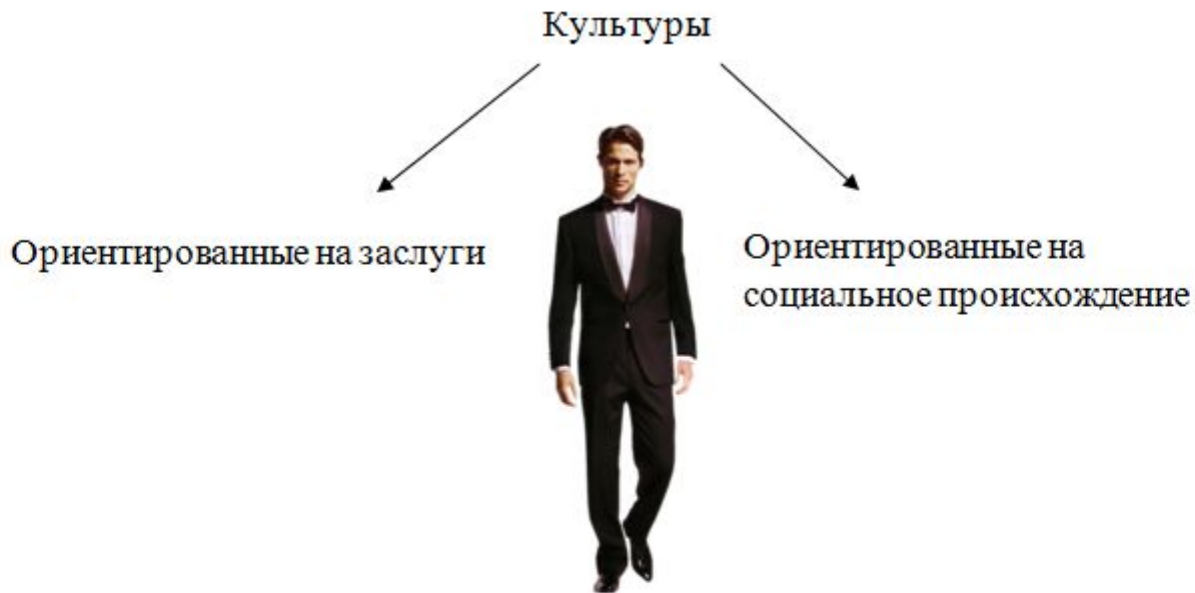 Культуры
Ориентированные на заслуги
Ориентированные на
социальное происхождение